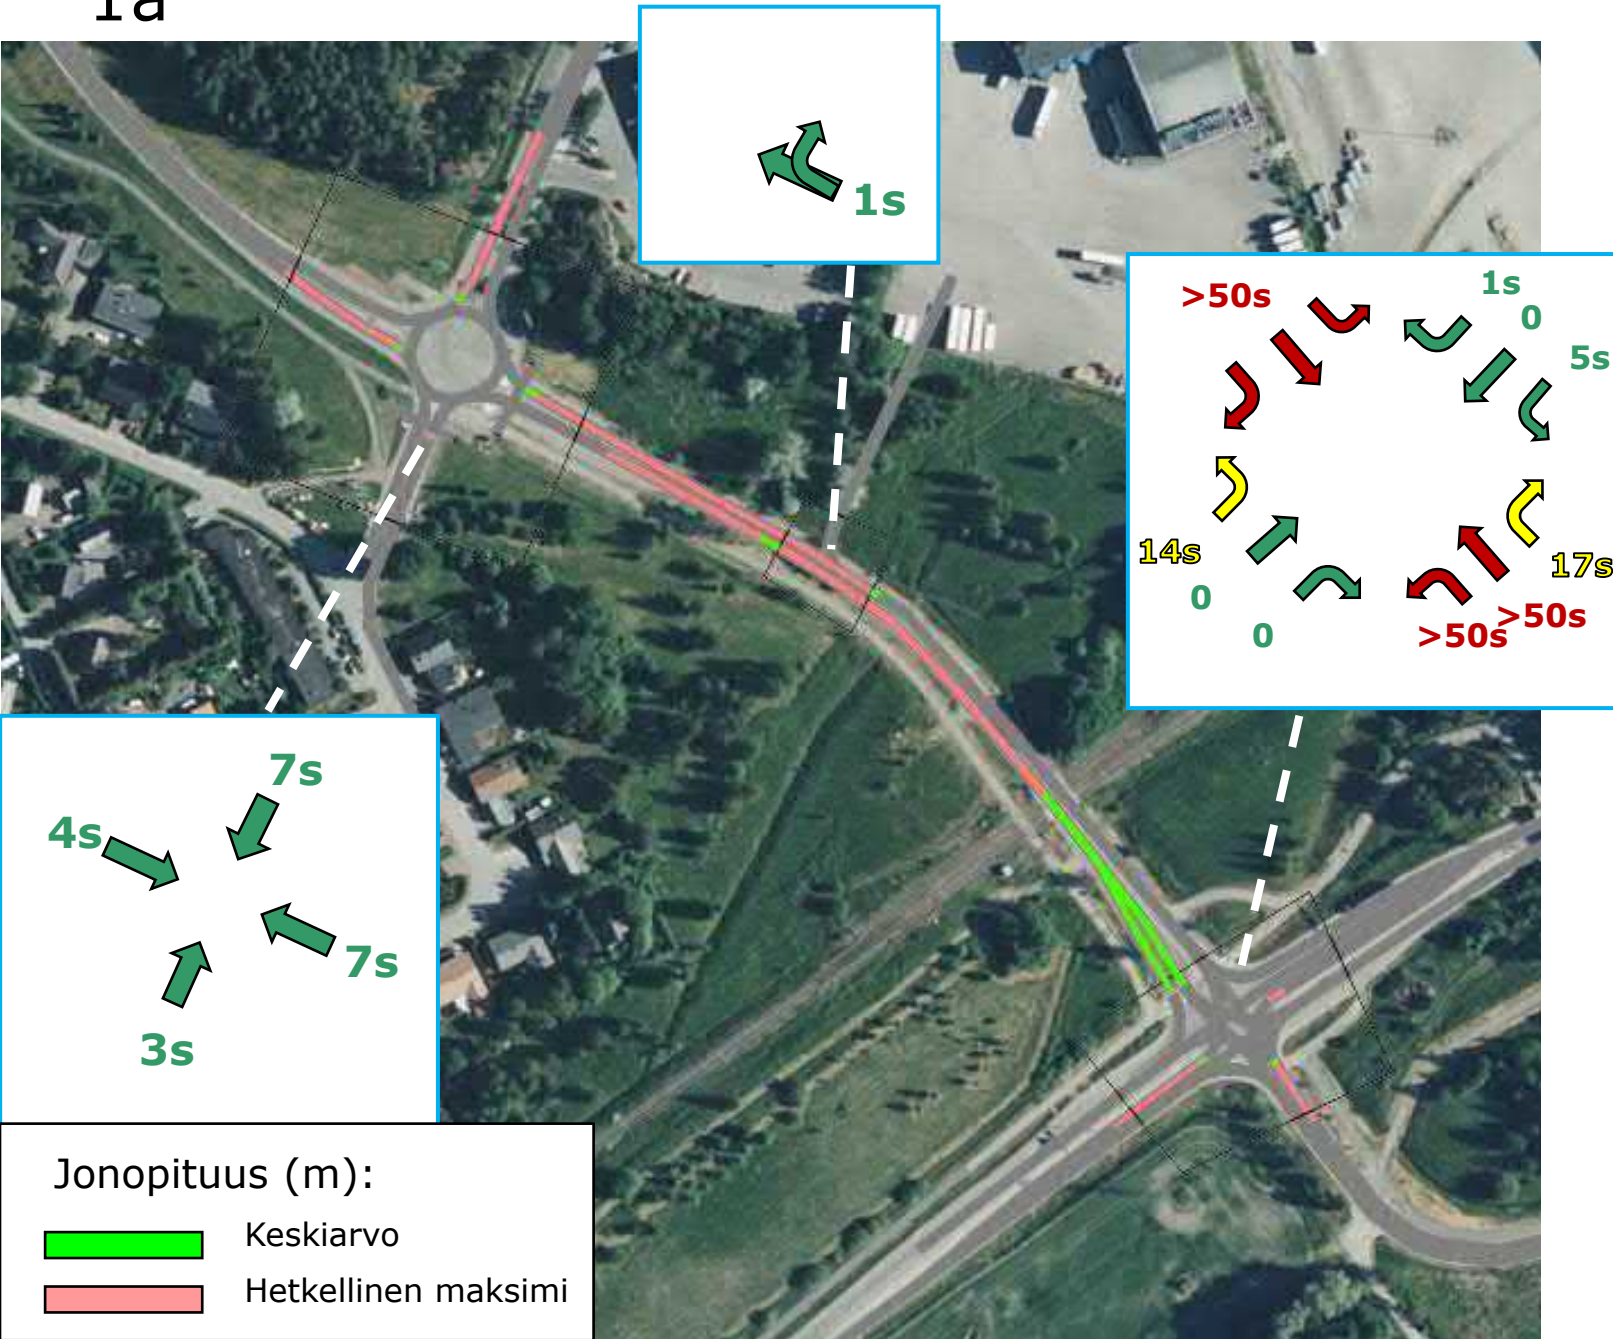 1a
1s
>50s
1s
0
5s
14s
0
0
17s
>50s
>50s
7s
4s
7s
3s
Jonopituus (m):
Keskiarvo
Hetkellinen maksimi